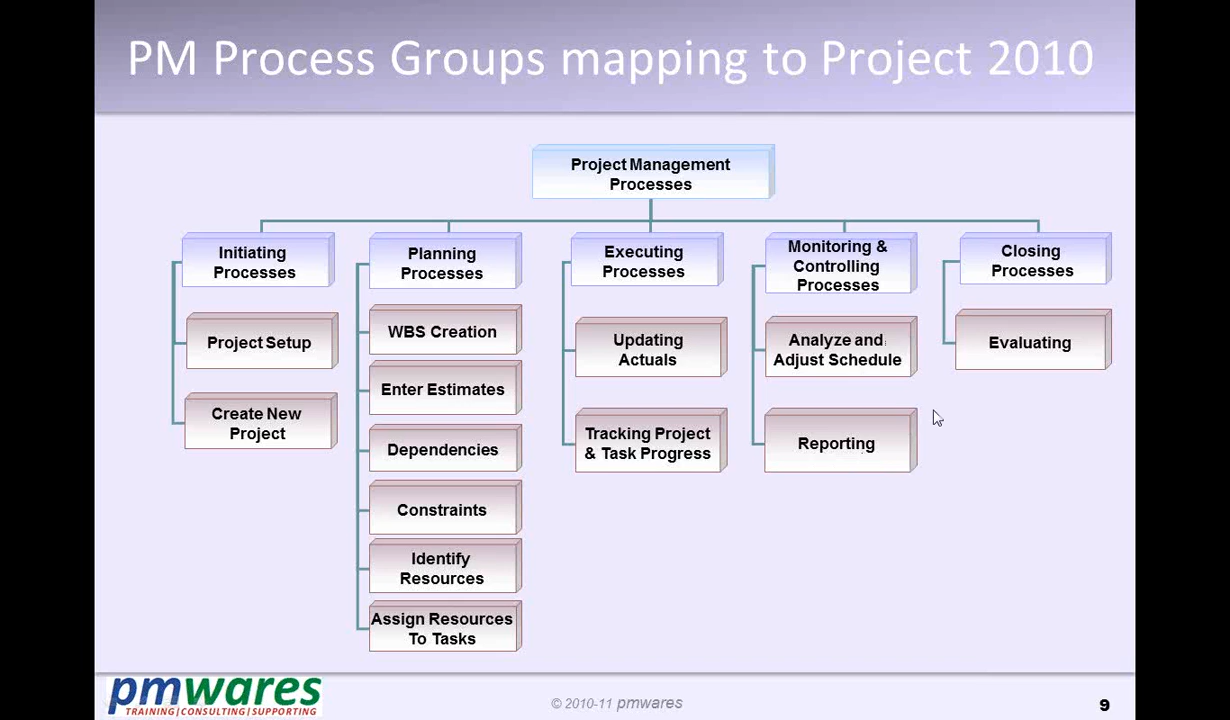 PM Process Groups mapping to Project 2010
Project Management
Processes
Initiating
Processes
Project Setup
Create New
Project
Planning
Processes
WBS Creation
Enter Estimates
Dependencies
Constraints
Identify
Resources
Assign Resources
To Tasks
Executing
Processes
Updating
Actuals
Tracking Project
& Task Progress
Monitoring &
Controlling
Processes
Analyze and
Adjust Schedule
Reporting
Closing
Processes
Evaluating
pmwares
TRAINING|CONSULTING|SUPPORTING
© 2010-11 pmwares
9